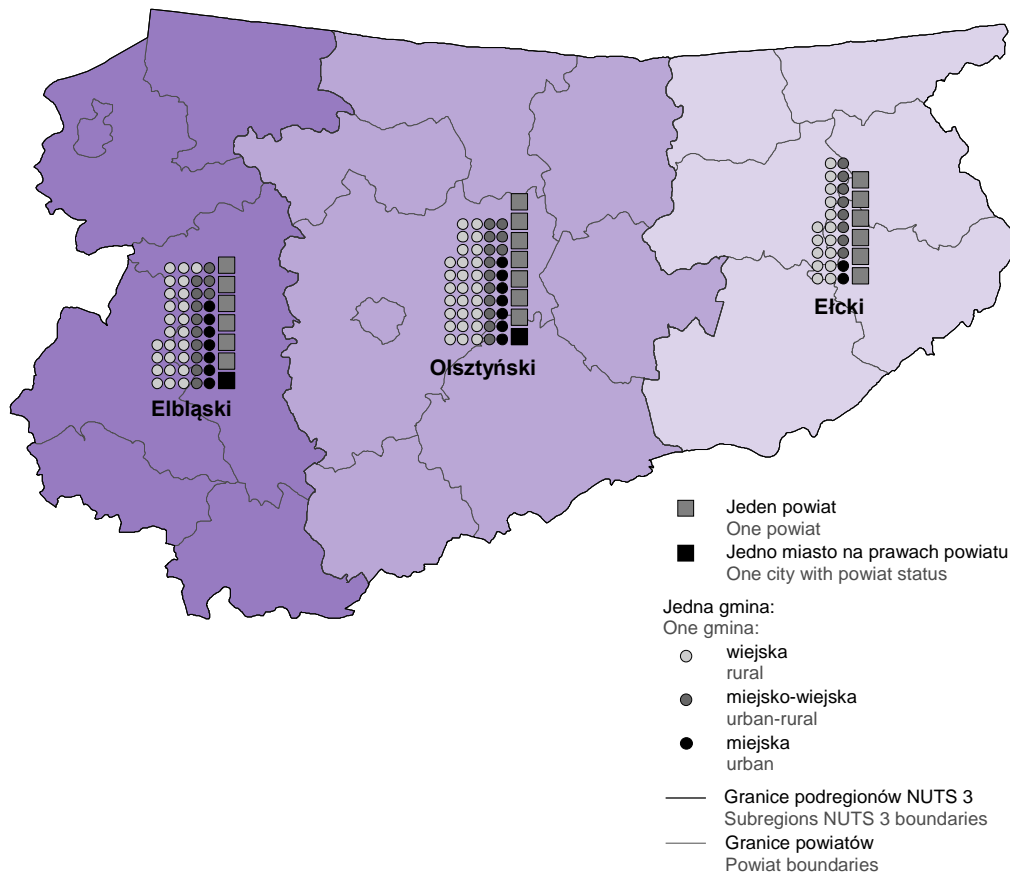 Ełcki
Olsztyński
Elbląski
Jeden powiat
One powiat
Jedno miasto na prawach powiatu
One city with powiat status
Jedna gmina:
One gmina:
wiejska
rural
miejsko-wiejska
urban-rural
miejska
urban
Granice podregionów NUTS 3
Subregions NUTS 3 boundaries
Granice powiatów
Powiat boundaries